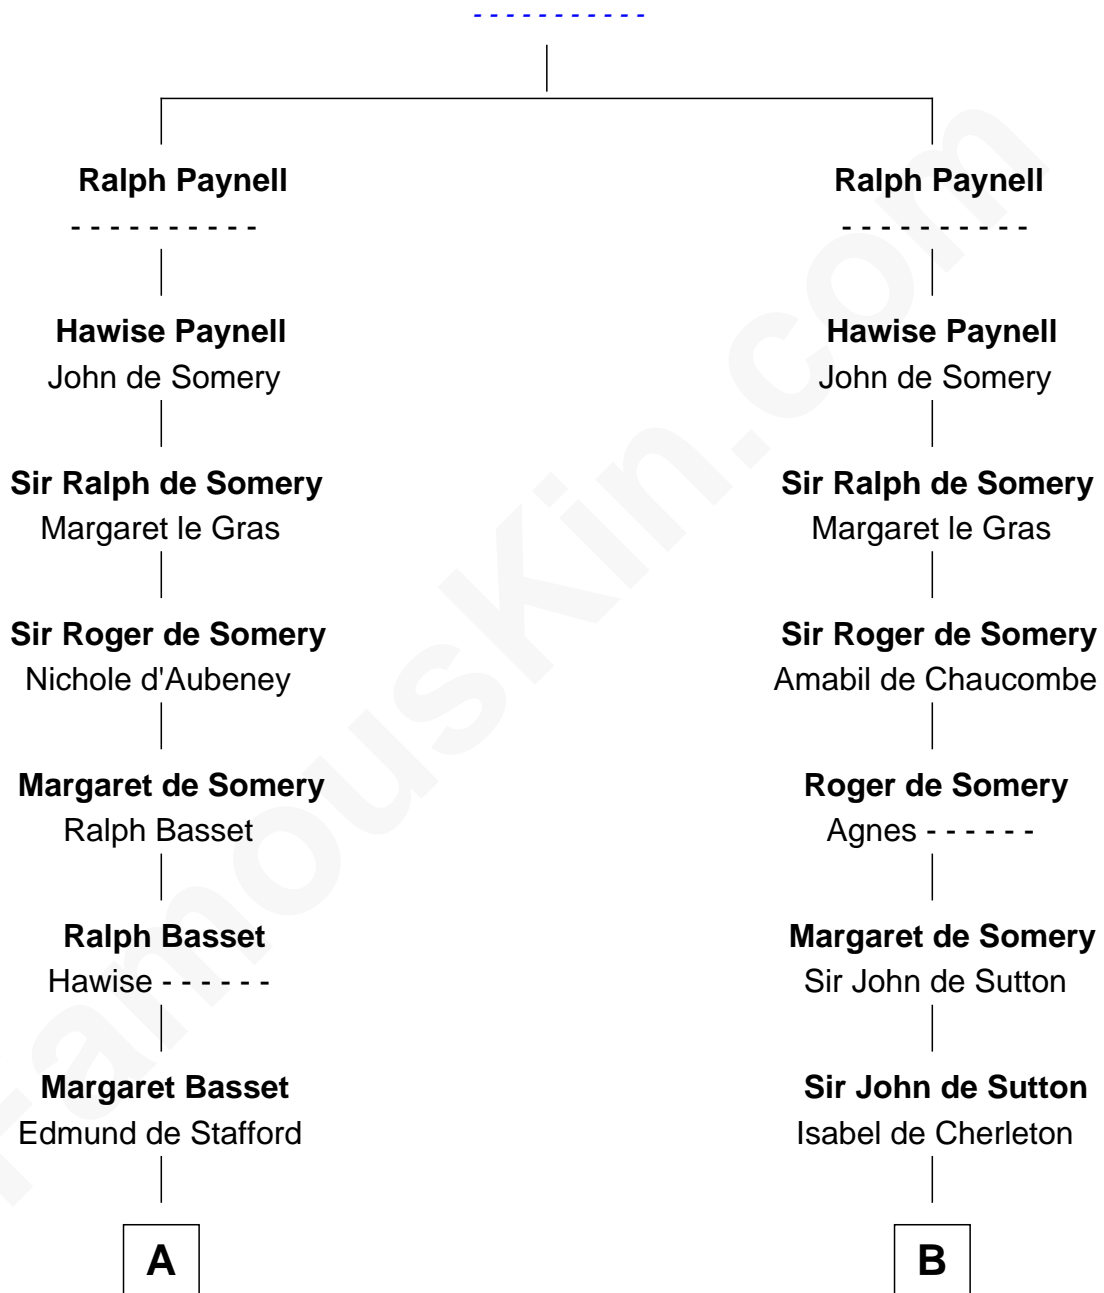 - - - - - - - - - - -
Ralph Paynell
- - - - - - - - - -
Hawise Paynell
John de Somery
Sir Ralph de Somery
Margaret le Gras
Sir Roger de Somery
Nichole d'Aubeney
Margaret de Somery
Ralph Basset
Ralph Basset
Hawise - - - - - -
Margaret Basset
Edmund de Stafford
A
Ralph Paynell
- - - - - - - - - -
Hawise Paynell
John de Somery
Sir Ralph de Somery
Margaret le Gras
Sir Roger de Somery
Amabil de Chaucombe
Roger de Somery
Agnes - - - - - -
Margaret de Somery
Sir John de Sutton
Sir John de Sutton
Isabel de Cherleton
B
FamousKin.com